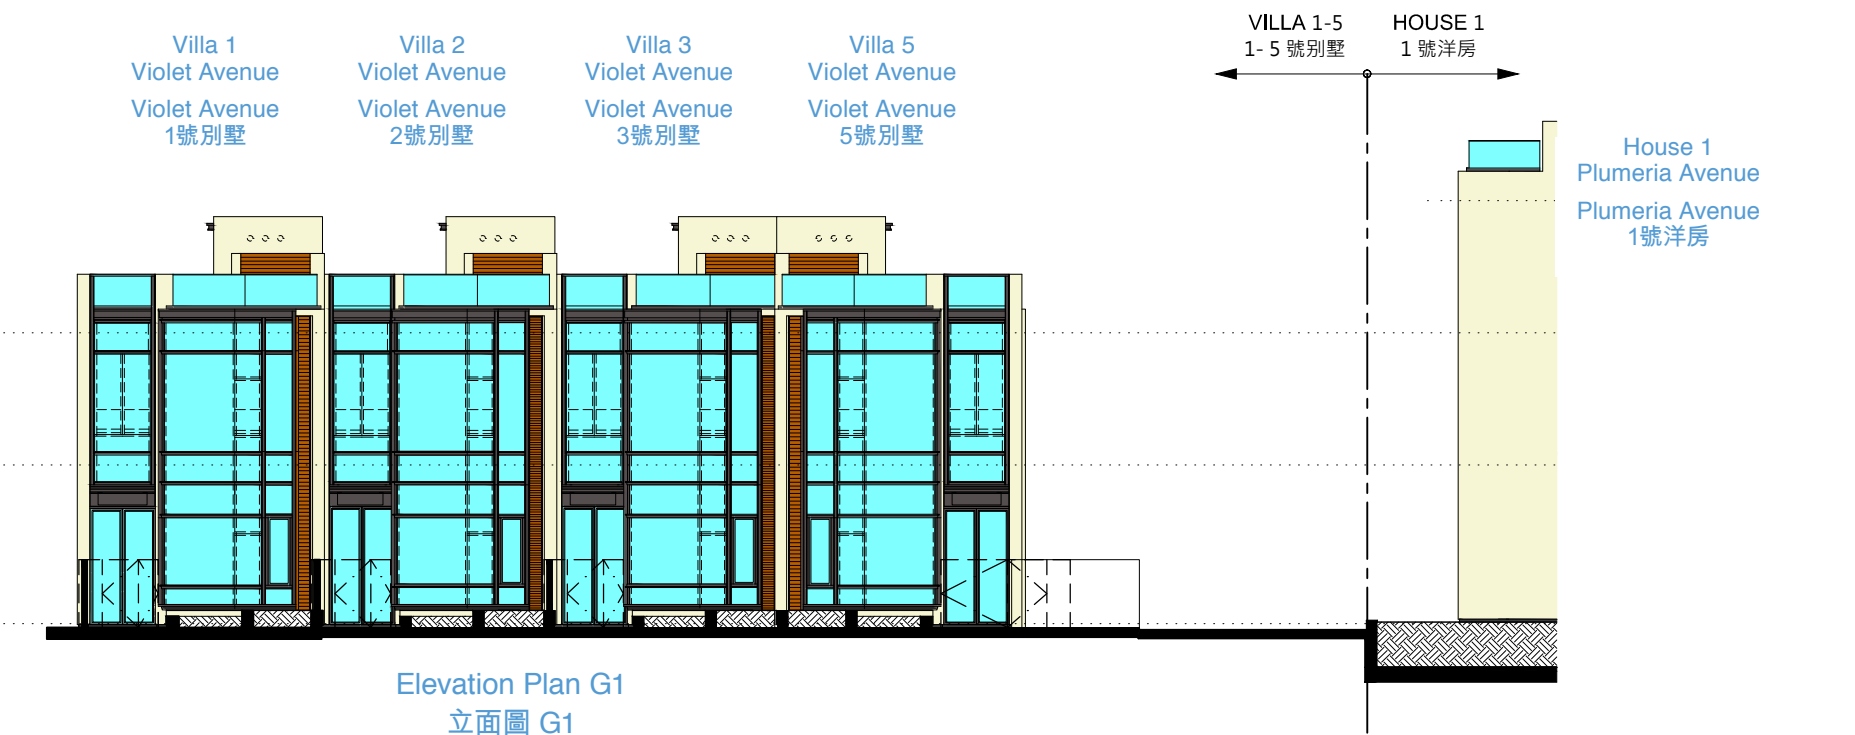 Villa 1
Violet Avenue
Violet Avenue
1號別墅
Villa 2
Violet Avenue
Violet Avenue
2號別墅
Villa 3
Violet Avenue
Violet Avenue
3號別墅
Villa 5
Violet Avenue
Violet Avenue
5號別墅
VILLA 1-5
1- 5 號別墅
HOUSE 1
1 號洋房
House 1
Plumeria Avenue
Plumeria Avenue
1號洋房
Elevation Plan G1
立面圖 G1